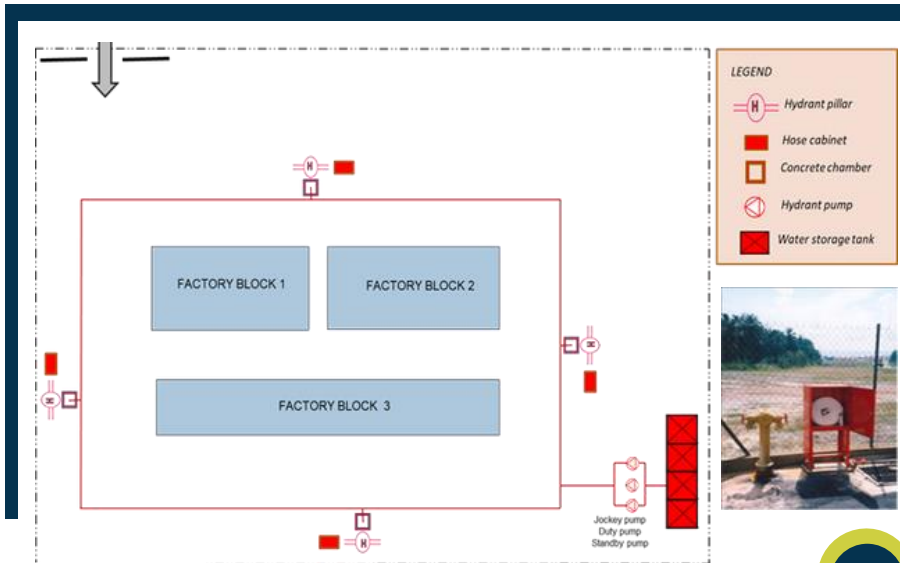 LEGEND
H
Hydrant pillar
Hose cabinet
Concrete chamber
Hydrant pump
Water storage tank
H
FACTORY BLOCK 1
FACTORY BLOCK 2
H
H
FACTORY BLOCK 3
Jockey pump
Duty pump
Standby pump
H